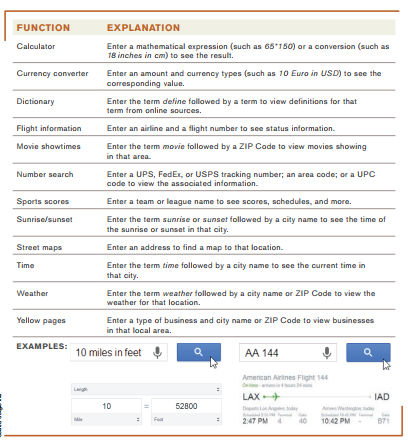 FUNCTION EXPLANATION
Calculator Enter a mathematical expression (such as 65*150) or a conversion (such as
18 inches in cm) to see the result.
Currency converter Enter an amount and currency types (such as 10 Euro in USD) to see the
corresponding value.
Dictionary Enter the term define followed by a term to view definitions for that
term from online sources.
Flight information Enter an airline and a flight number to see status information.
Movie showtimes Enter the term movie followed by a ZIP Code to view movies showing
in that area.
Number search Enter a UPS, FedEx, or USPS tracking number; an area code; or a UPC
code to view the associated information.
Sports scores Enter a team or league name to see scores, schedules, and more.
Sunrise/sunset Enter the term sunrise or sunset followed by a city name to see the time of
the sunrise or sunset in that city.
Street maps Enter an address to find a map to that location.
Time Enter the term time followed by a city name to see the current time in
that city.
Weather Enter the term weather followed by a city name or ZIP Code to view the
weather for that location.
Yellow pages Enter a type of business and city name or ZIP Code to view businesses
in that local area.
EXAMPLES: 10 miles in feet AA 144
American Airlines Flight 144
Length
LAX IAD
10 = 52800
Mile Foot
2:47 PM 4 40 10:42 PM - B71